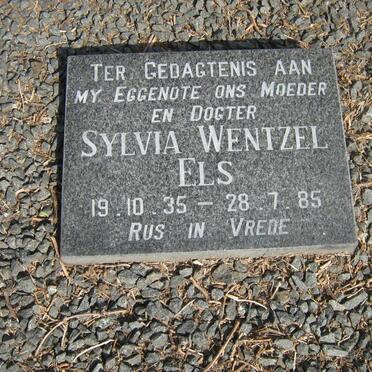 TER GEDAGTENIS AAN
MY EGGENOTE ONS MOEDER
EN DOGTER
SYLVIA WENTZEL
ELS
19.10.35 – 28.7.85
RUS IN VREDE